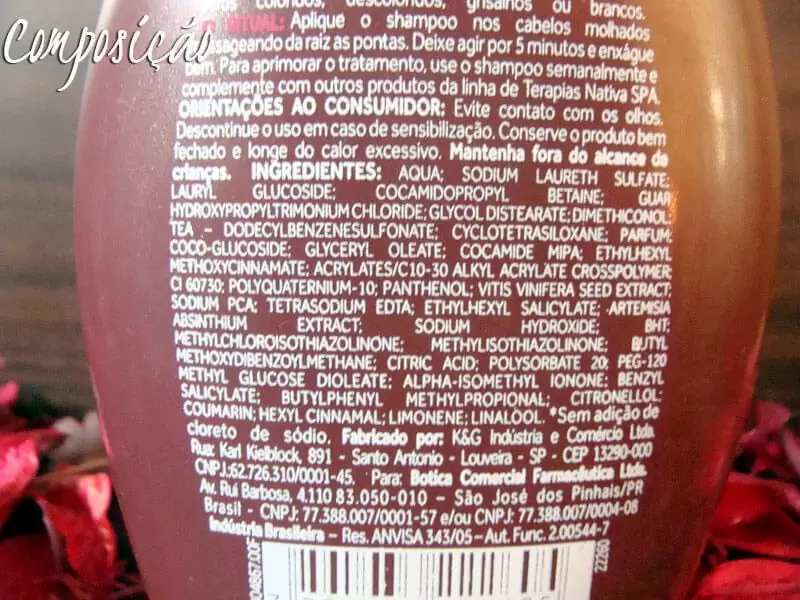 Composição
coloridos, descoloridos, grisalhos ou brancos.
O RITUAL: Aplique o shampoo nos cabelos molhados
massageando da raiz as pontas. Deixe agir por 5 minutos e enxágue
bem. Para aprimorar o tratamento, use o shampoo semanalmente e
complemente com outros produtos da linha de Terapias Nativa SPA.
ORIENTAÇÕES AO CONSUMIDOR: Evite contato com os olhos.
Descontinue o uso em caso de sensibilização. Conserve o produto bem
fechado e longe do calor excessivo. Mantenha fora do alcance de
crianças. INGREDIENTES: AQUA; SODIUM LAURETH SULFATE;
LAURYL GLUCOSIDE; COCAMIDOPROPYL BETAINE; GUAR
HYDROXYPROPYLTRIMONIUM CHLORIDE; GLYCOL DISTEARATE; DIMETHICONOL;
TEA - DODECYLBENZENESULFONATE; CYCLOTETRASILOXANE; PARFUM;
COCO-GLUCOSIDE; GLYCERYL OLEATE; COCAMIDE MIPA; ETHYLHEXYL
METHOXYCINNAMATE; ACRYLATES/C10-30 ALKYL ACRYLATE CROSSPOLYMER;
CI 60730; POLYQUATERNIUM-10; PANTHENOL; VITIS VINIFERA SEED EXTRACT;
SODIUM PCA; TETRASODIUM EDTA; ETHYLHEXYL SALICYLATE; ARTEMISIA
ABSINTHIUM EXTRACT; SODIUM HYDROXIDE; BHT;
METHYLCHLOROISOTHIAZOLINONE; METHYLISOTHIAZOLINONE; BUTYL
METHOXYDIBENZOYLMETHANE; CITRIC ACID; POLYSORBATE 20; PEG-120
METHYL GLUCOSE DIOLEATE; ALPHA-ISOMETHYL IONONE; BENZYL
SALICYLATE; BUTYLPHENYL METHYLPROPIONAL; CITRONELLOL;
COUMARIN; HEXYL CINNAMAL; LIMONENE; LINALOOL. *Sem adição de
cloreto de sódio. Fabricado por: K&G Indústria e Comércio Ltda.
Rua: Karl Kielblock, 891 - Santo Antonio - Louveira - SP - CEP 13290-000
CNPJ:62.726.310/0001-45. Para: Botica Comercial Farmacêutica Ltda.
Av. Rui Barbosa, 4.110 83.050-010 - São José dos Pinhais/PR
Brasil - CNPJ: 77.388.007/0001-57 e/ou CNPJ: 77.388.007/0004-08
Indústria Brasileira - Res. ANVISA 343/05 - Aut. Func. 2.00544-7
22260